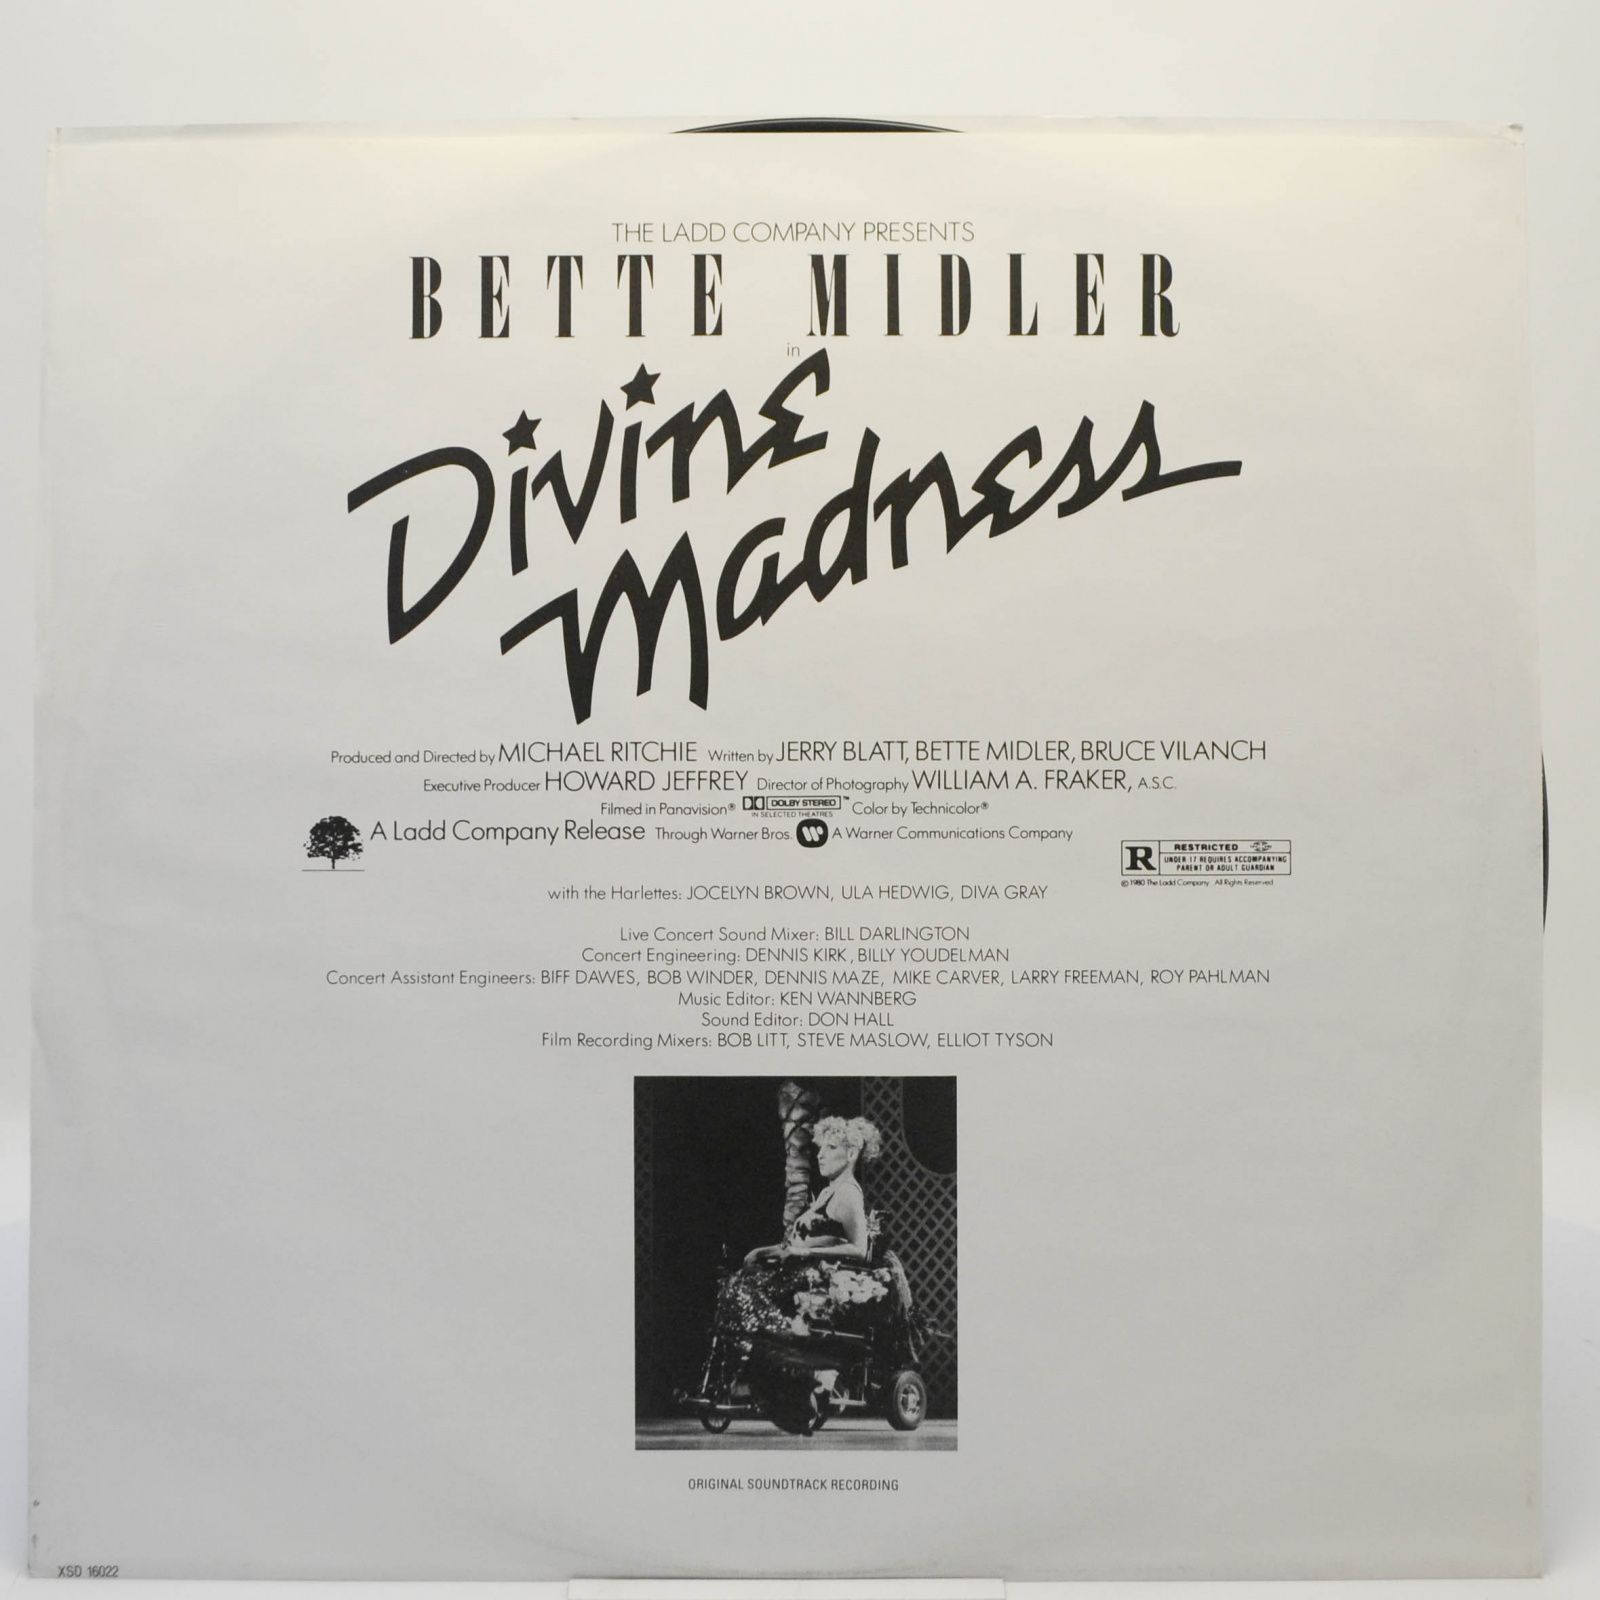 THE LADD COMPANY PRESENTS
BETTE MIDLER
in
Divine
Madness
Produced and Directed by MICHAEL RITCHIE Written by JERRY BLATT, BETTE MIDLER, BRUCE VILANCH
Executive Producer HOWARD JEFFREY Director of Photography WILLIAM A. FRAKER, A.S.C.
Filmed in Panavision® DOLBY STEREO™ Color by Technicolor®
IN SELECTED THEATRES
A Ladd Company Release Through Warner Bros. A Warner Communications Company
R RESTRICTED
UNDER 17 REQUIRES ACCOMPANYING
PARENT OR ADULT GUARDIAN
©1980 The Ladd Company All Rights Reserved
with the Harlettes: JOCELYN BROWN, ULA HEDWIG, DIVA GRAY
Live Concert Sound Mixer: BILL DARLINGTON
Concert Engineering: DENNIS KIRK, BILLY YOUDELMAN
Concert Assistant Engineers: BIFF DAWES, BOB WINDER, DENNIS MAZE, MIKE CARVER, LARRY FREEMAN, ROY PAHLMAN
Music Editor: KEN WANNBERG
Sound Editor: DON HALL
Film Recording Mixers: BOB LITT, STEVE MASLOW, ELLIOT TYSON
ORIGINAL SOUNDTRACK RECORDING
XSD 16022